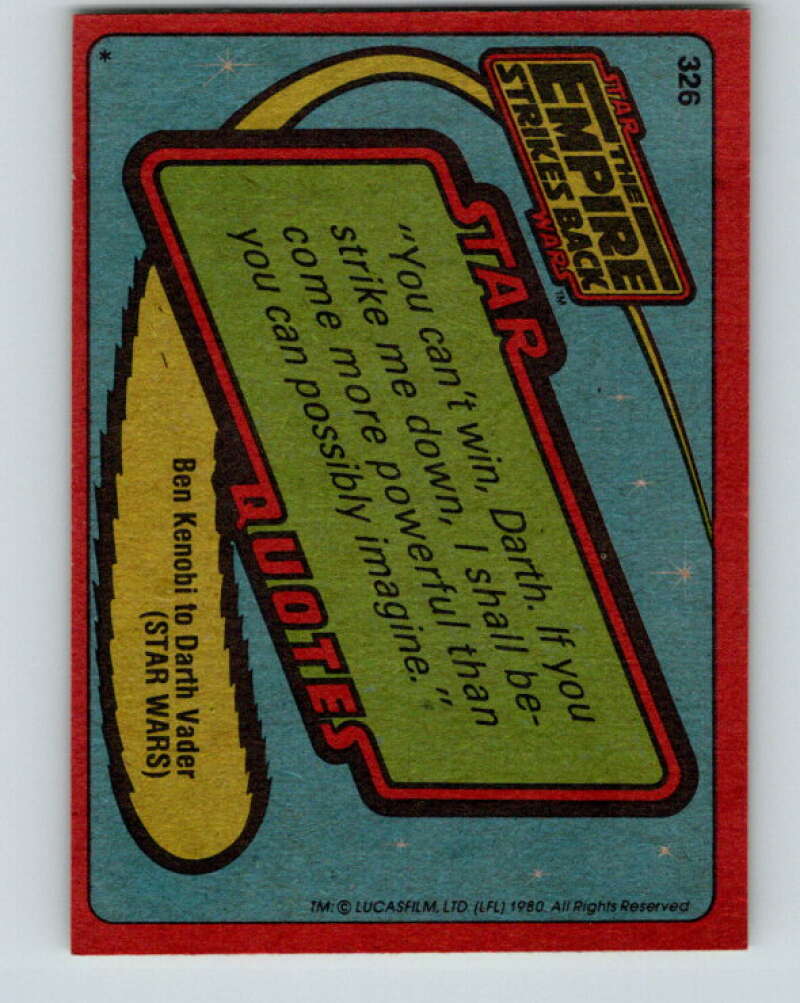 326
STAR
THE
EMPIRE
STRIKES BACK
WARS™
STAR
"You can't win, Darth. If you
strike me down, I shall be-
come more powerful than
you can possibly imagine."
QUOTES
Ben Kenobi to Darth Vader
(STAR WARS)
*
TM: © LUCASFILM, LTD. (LFL) 1980. All Rights Reserved